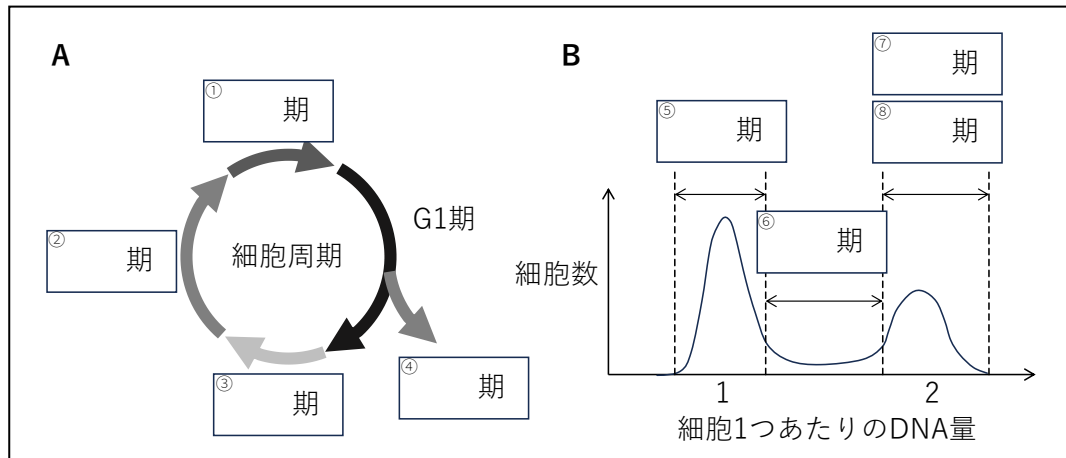 A
① 期
② 期
細胞周期
G1期
③ 期
④ 期
B
⑦ 期
⑧ 期
⑤ 期
⑥ 期
細胞数
1 2
細胞1つあたりのDNA量